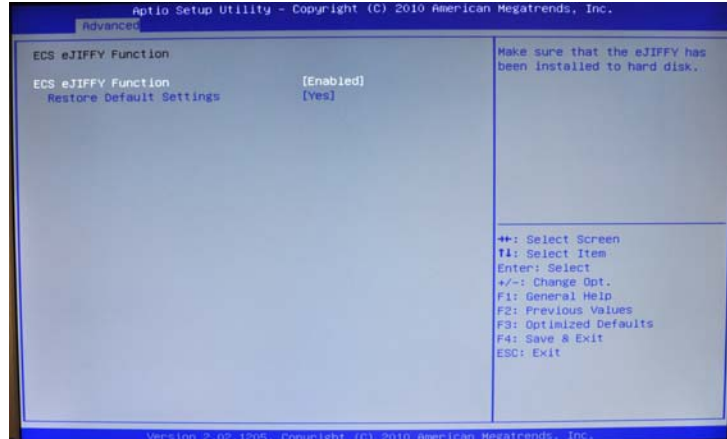 Aptio Setup Utility – Copyright (C) 2010 American Megatrends, Inc.
Advanced
ECS eJIFFY Function
ECS eJIFFY Function [Enabled]
Restore Default Settings [Yes]
Make sure that the eJIFFY has
been installed to hard disk.
→←: Select Screen
↑↓: Select Item
Enter: Select
+/-: Change Opt.
F1: General Help
F2: Previous Values
F3: Optimized Defaults
F4: Save & Exit
ESC: Exit
Version 2.02.1205. Copyright (C) 2010 American Megatrends, Inc.